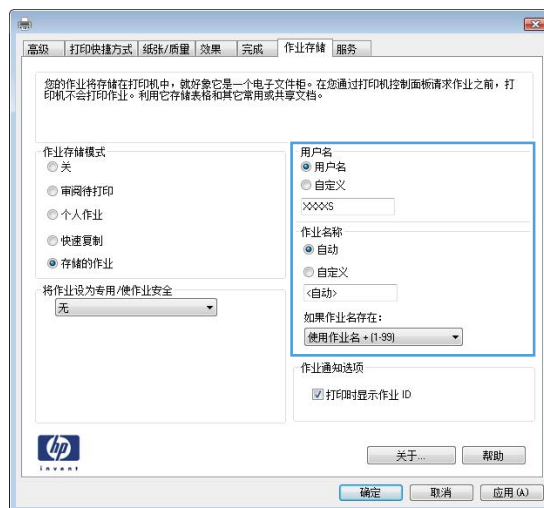 高级 打印快捷方式 纸张/质量 效果 完成 作业存储 服务
您的作业将存储在打印机中，就好象它是一个电子文件柜。在您通过打印机控制面板请求作业之前，打
印机不会打印作业。利用它存储表格和其它常用或共享文档。
作业存储模式
关
审阅待打印
个人作业
快速复制
存储的作业
将作业设为专用/使作业安全
无
用户名
用户名
自定义
XXXXS
作业名称
自动
自定义
<自动>
如果作业名存在：
使用作业名 + (1-99)
作业通知选项
打印时显示作业 ID
hp
invent
关于...
帮助
确定
取消
应用 (A)